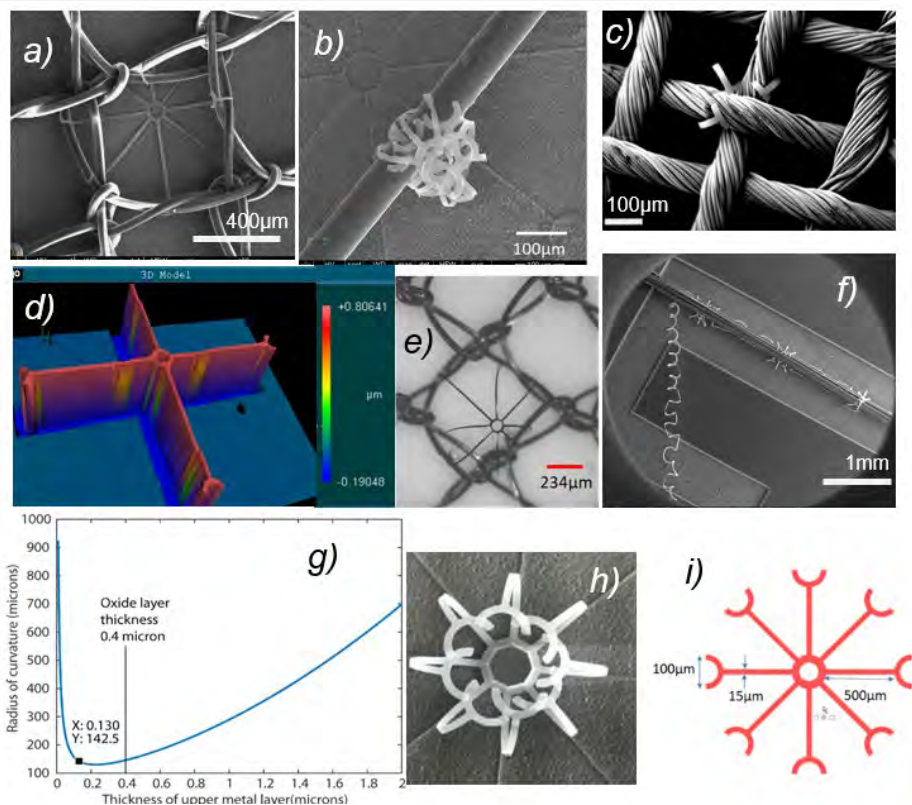 a)
400µm
b)
100µm
c)
100µm
d)
3D Model
+0.80641
µm
-0.19048
e)
234µm
f)
1mm
g)
1000
900
800
700
600
500
400
300
200
100
Radius of curvature (microns)
Oxide layer
thickness
0.4 micron
X: 0.130
Y: 142.5
0
0.2
0.4
0.6
0.8
1
1.2
1.4
1.6
1.8
2
Thickness of upper metal layer(microns)
h)
i)
100µm
15µm
500µm